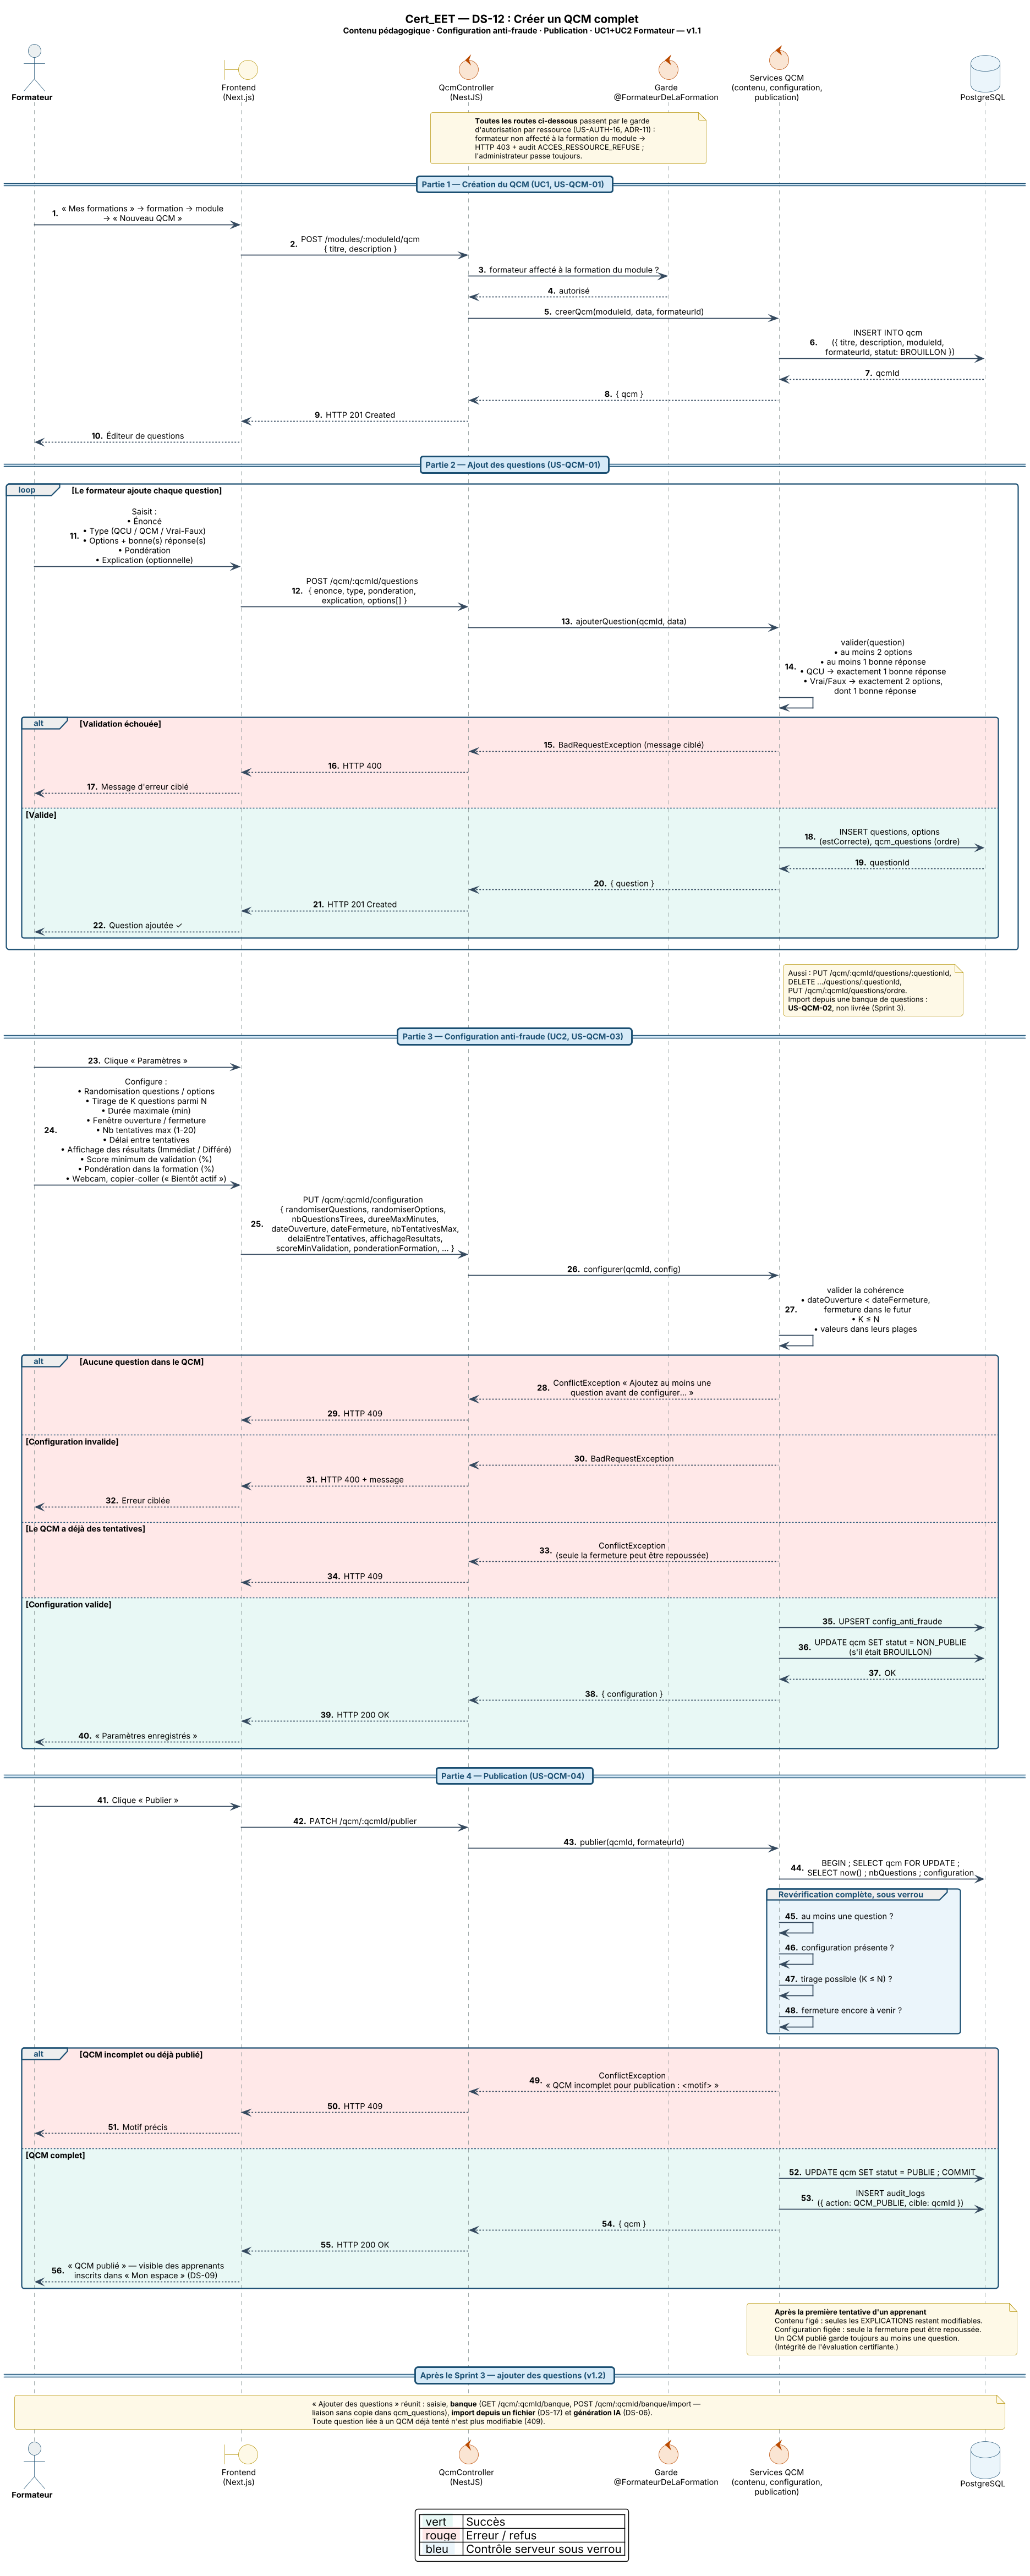 Cert_EET — DS-12 : Créer un QCM complet
Contenu pédagogique · Configuration anti-fraude · Publication · UC1+UC2 Formateur — v1.1
Formateur
Frontend
(Next.js)
QcmController
(NestJS)
Garde
@FormateurDeLaFormation
Services QCM
(contenu, configuration,
publication)
PostgreSQL
Toutes les routes ci-dessous passent par le garde
d'autorisation par ressource (US-AUTH-16, ADR-11) :
formateur non affecté à la formation du module →
HTTP 403 + audit ACCES_RESSOURCE_REFUSE ;
l'administrateur passe toujours.
Partie 1 — Création du QCM (UC1, US-QCM-01)
1. « Mes formations » → formation → module
→ « Nouveau QCM »
2. POST /modules/:moduleId/qcm
{ titre, description }
3. formateur affecté à la formation du module ?
4. autorisé
5. creerQcm(moduleId, data, formateurId)
6. INSERT INTO qcm
({ titre, description, moduleId,
formateurId, statut: BROUILLON })
7. qcmId
8. { qcm }
9. HTTP 201 Created
10. Éditeur de questions
Partie 2 — Ajout des questions (US-QCM-01)
loop [Le formateur ajoute chaque question]
11. Saisit :
• Énoncé
• Type (QCU / QCM / Vrai-Faux)
• Options + bonne(s) réponse(s)
• Pondération
• Explication (optionnelle)
12. POST /qcm/:qcmId/questions
{ enonce, type, ponderation,
explication, options[] }
13. ajouterQuestion(qcmId, data)
14. valider(question)
• au moins 2 options
• au moins 1 bonne réponse
• QCU → exactement 1 bonne réponse
• Vrai/Faux → exactement 2 options,
dont 1 bonne réponse
alt [Validation échouée]
15. BadRequestException (message ciblé)
16. HTTP 400
17. Message d'erreur ciblé
[Valide]
18. INSERT questions, options
(estCorrecte), qcm_questions (ordre)
19. questionId
20. { question }
21. HTTP 201 Created
22. Question ajoutée ✓
Aussi : PUT /qcm/:qcmId/questions/:questionId,
DELETE .../questions/:questionId,
PUT /qcm/:qcmId/questions/ordre.
Import depuis une banque de questions :
US-QCM-02, non livrée (Sprint 3).
Partie 3 — Configuration anti-fraude (UC2, US-QCM-03)
23. Clique « Paramètres »
24. Configure :
• Randomisation questions / options
• Tirage de K questions parmi N
• Durée maximale (min)
• Fenêtre ouverture / fermeture
• Nb tentatives max (1-20)
• Délai entre tentatives
• Affichage des résultats (Immédiat / Différé)
• Score minimum de validation (%)
• Pondération dans la formation (%)
• Webcam, copier-coller (« Bientôt actif »)
25. PUT /qcm/:qcmId/configuration
{ randomiserQuestions, randomiserOptions,
nbQuestionsTirees, dureeMaxMinutes,
dateOuverture, dateFermeture, nbTentativesMax,
delaiEntreTentatives, affichageResultats,
scoreMinValidation, ponderationFormation, ... }
26. configurer(qcmId, config)
27. valider la cohérence
• dateOuverture < dateFermeture,
fermeture dans le futur
• K ≤ N
• valeurs dans leurs plages
alt [Aucune question dans le QCM]
28. ConflictException « Ajoutez au moins une
question avant de configurer... »
29. HTTP 409
[Configuration invalide]
30. BadRequestException
31. HTTP 400 + message
32. Erreur ciblée
[Le QCM a déjà des tentatives]
33. ConflictException
(seule la fermeture peut être repoussée)
34. HTTP 409
[Configuration valide]
35. UPSERT config_anti_fraude
36. UPDATE qcm SET statut = NON_PUBLIE
(s'il était BROUILLON)
37. OK
38. { configuration }
39. HTTP 200 OK
40. « Paramètres enregistrés »
Partie 4 — Publication (US-QCM-04)
41. Clique « Publier »
42. PATCH /qcm/:qcmId/publier
43. publier(qcmId, formateurId)
44. BEGIN ; SELECT qcm FOR UPDATE ;
SELECT now() ; nbQuestions ; configuration
Revérification complète, sous verrou
45. au moins une question ?
46. configuration présente ?
47. tirage possible (K ≤ N) ?
48. fermeture encore à venir ?
alt [QCM incomplet ou déjà publié]
49. ConflictException
« QCM incomplet pour publication : <motif> »
50. HTTP 409
51. Motif précis
[QCM complet]
52. UPDATE qcm SET statut = PUBLIE ; COMMIT
53. INSERT audit_logs
({ action: QCM_PUBLIE, cible: qcmId })
54. { qcm }
55. HTTP 200 OK
56. « QCM publié » — visible des apprenants
inscrits dans « Mon espace » (DS-09)
Après la première tentative d'un apprenant
Contenu figé : seules les EXPLICATIONS restent modifiables.
Configuration figée : seule la fermeture peut être repoussée.
Un QCM publié garde toujours au moins une question.
(Intégrité de l'évaluation certifiante.)
Après le Sprint 3 — ajouter des questions (v1.2)
« Ajouter des questions » réunit : saisie, banque (GET /qcm/:qcmId/banque, POST /qcm/:qcmId/banque/import —
liaison sans copie dans qcm_questions), import depuis un fichier (DS-17) et génération IA (DS-06).
Toute question liée à un QCM déjà tenté n'est plus modifiable (409).
Formateur
Frontend
(Next.js)
QcmController
(NestJS)
Garde
@FormateurDeLaFormation
Services QCM
(contenu, configuration,
publication)
PostgreSQL
vert Succès
rouge Erreur / refus
bleu Contrôle serveur sous verrou